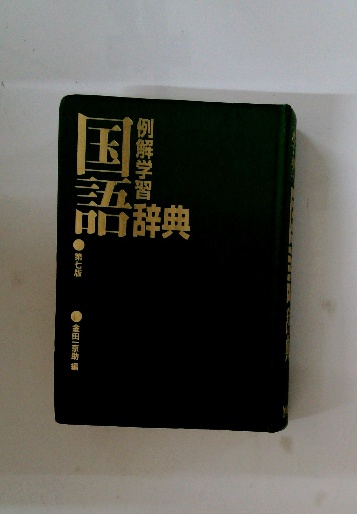 例解学習
国語
辞典
第七版
金田一京助 編